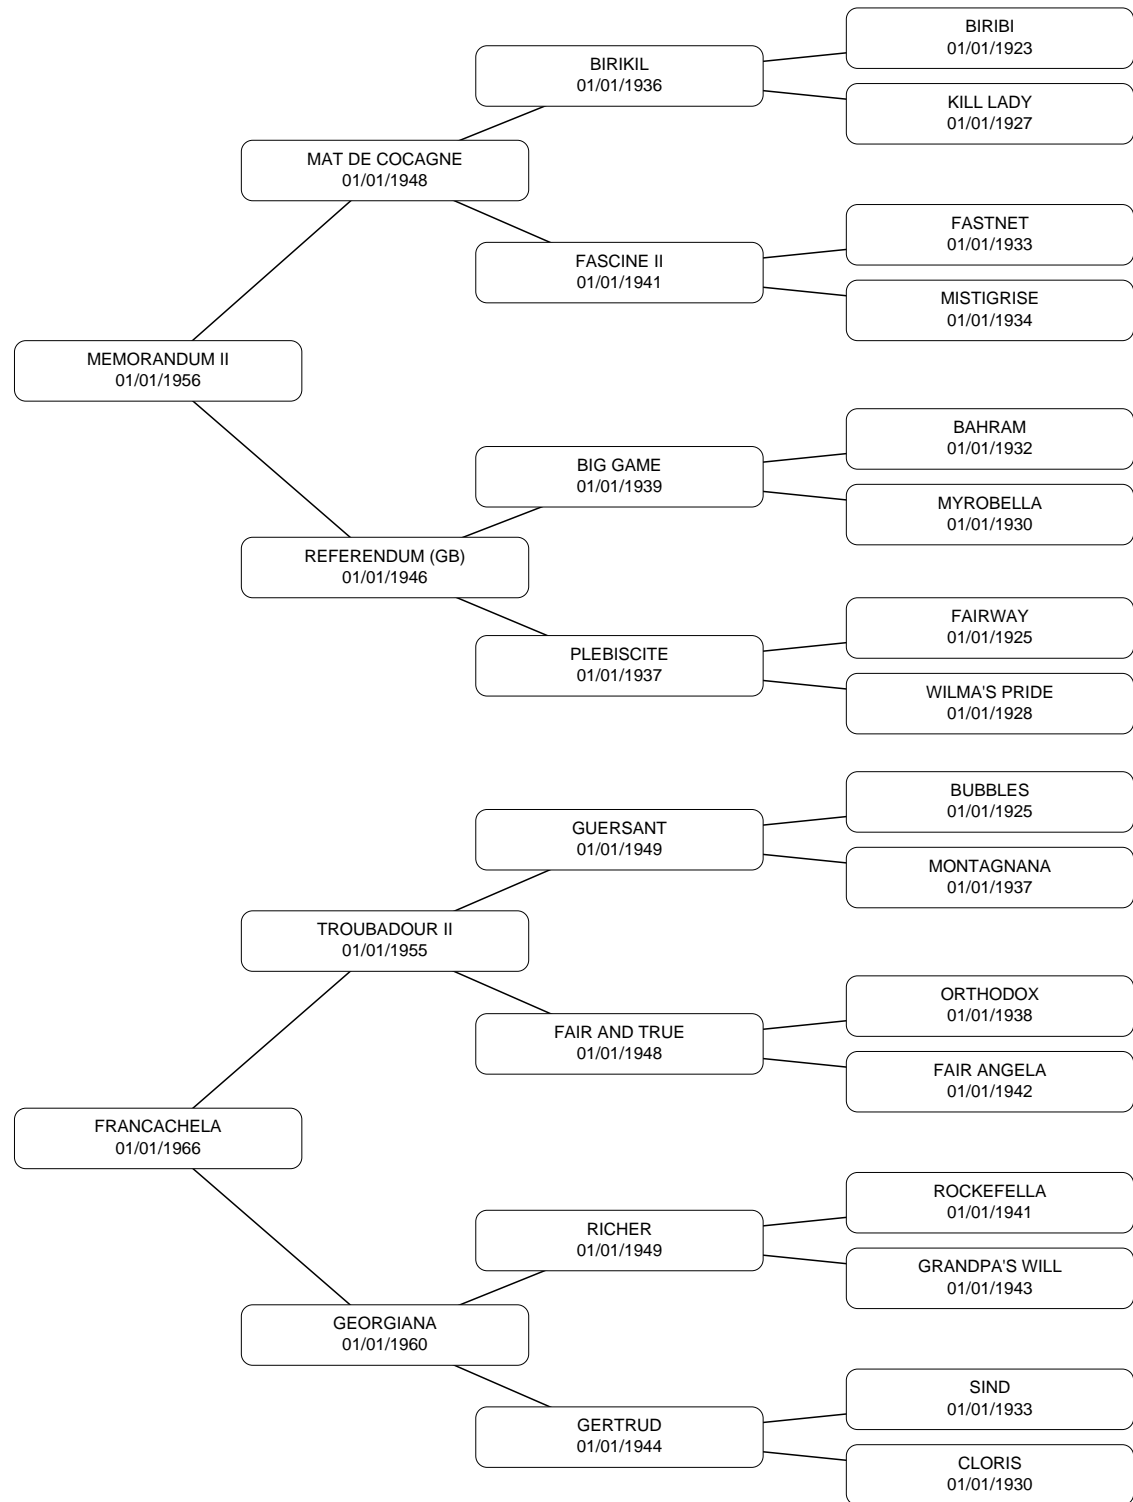 BIRIBI
01/01/1923
BIRIKIL
01/01/1936
KILL LADY
01/01/1927
MAT DE COCAGNE
01/01/1948
FASTNET
01/01/1933
FASCINE II
01/01/1941
MISTIGRISE
01/01/1934
MEMORANDUM II
01/01/1956
BAHRAM
01/01/1932
BIG GAME
01/01/1939
MYROBELLA
01/01/1930
REFERENDUM (GB)
01/01/1946
FAIRWAY
01/01/1925
PLEBISCITE
01/01/1937
WILMA'S PRIDE
01/01/1928
BUBBLES
01/01/1925
GUERSANT
01/01/1949
MONTAGNANA
01/01/1937
TROUBADOUR II
01/01/1955
ORTHODOX
01/01/1938
FAIR AND TRUE
01/01/1948
FAIR ANGELA
01/01/1942
FRANCACHELA
01/01/1966
ROCKEFELLA
01/01/1941
RICHER
01/01/1949
GRANDPA'S WILL
01/01/1943
GEORGIANA
01/01/1960
SIND
01/01/1933
GERTRUD
01/01/1944
CLORIS
01/01/1930